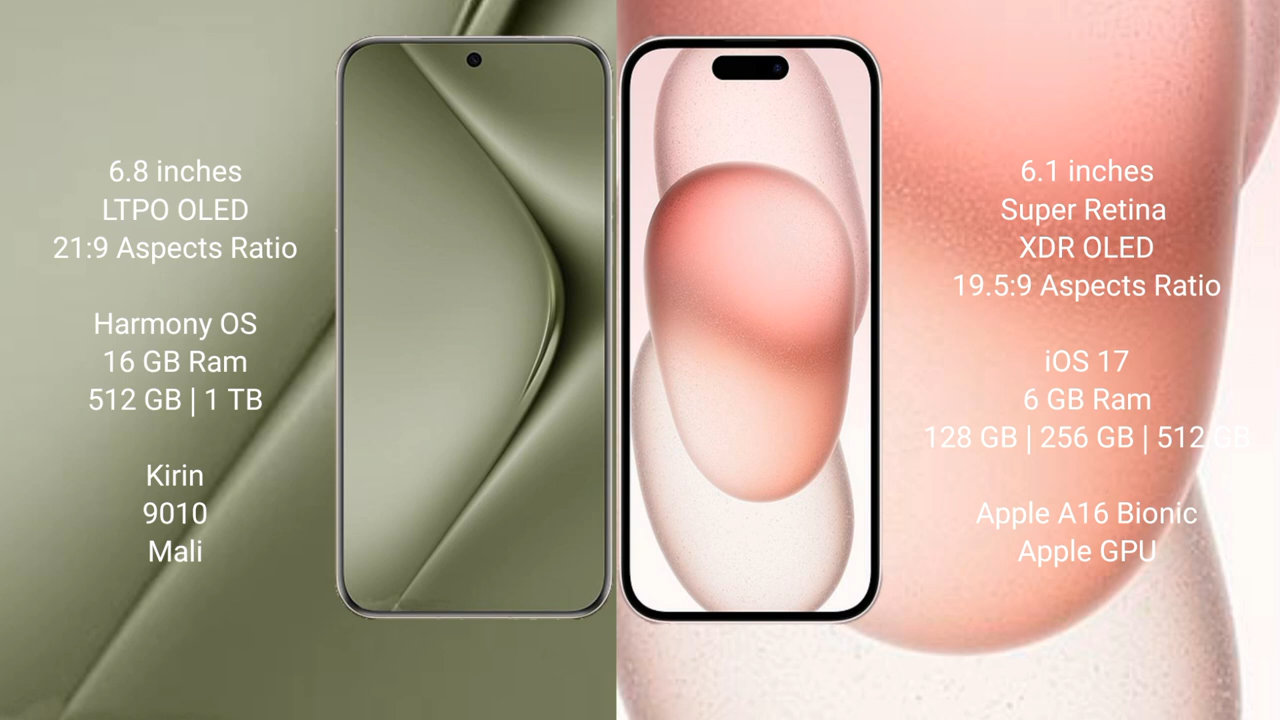 6.8 inches
LTPO OLED
21:9 Aspects Ratio
Harmony OS
16 GB Ram
512 GB | 1 TB
Kirin
9010
Mali
6.1 inches
Super Retina
XDR OLED
19.5:9 Aspects Ratio
iOS 17
6 GB Ram
128 GB | 256 GB | 512 GB
Apple A16 Bionic
Apple GPU